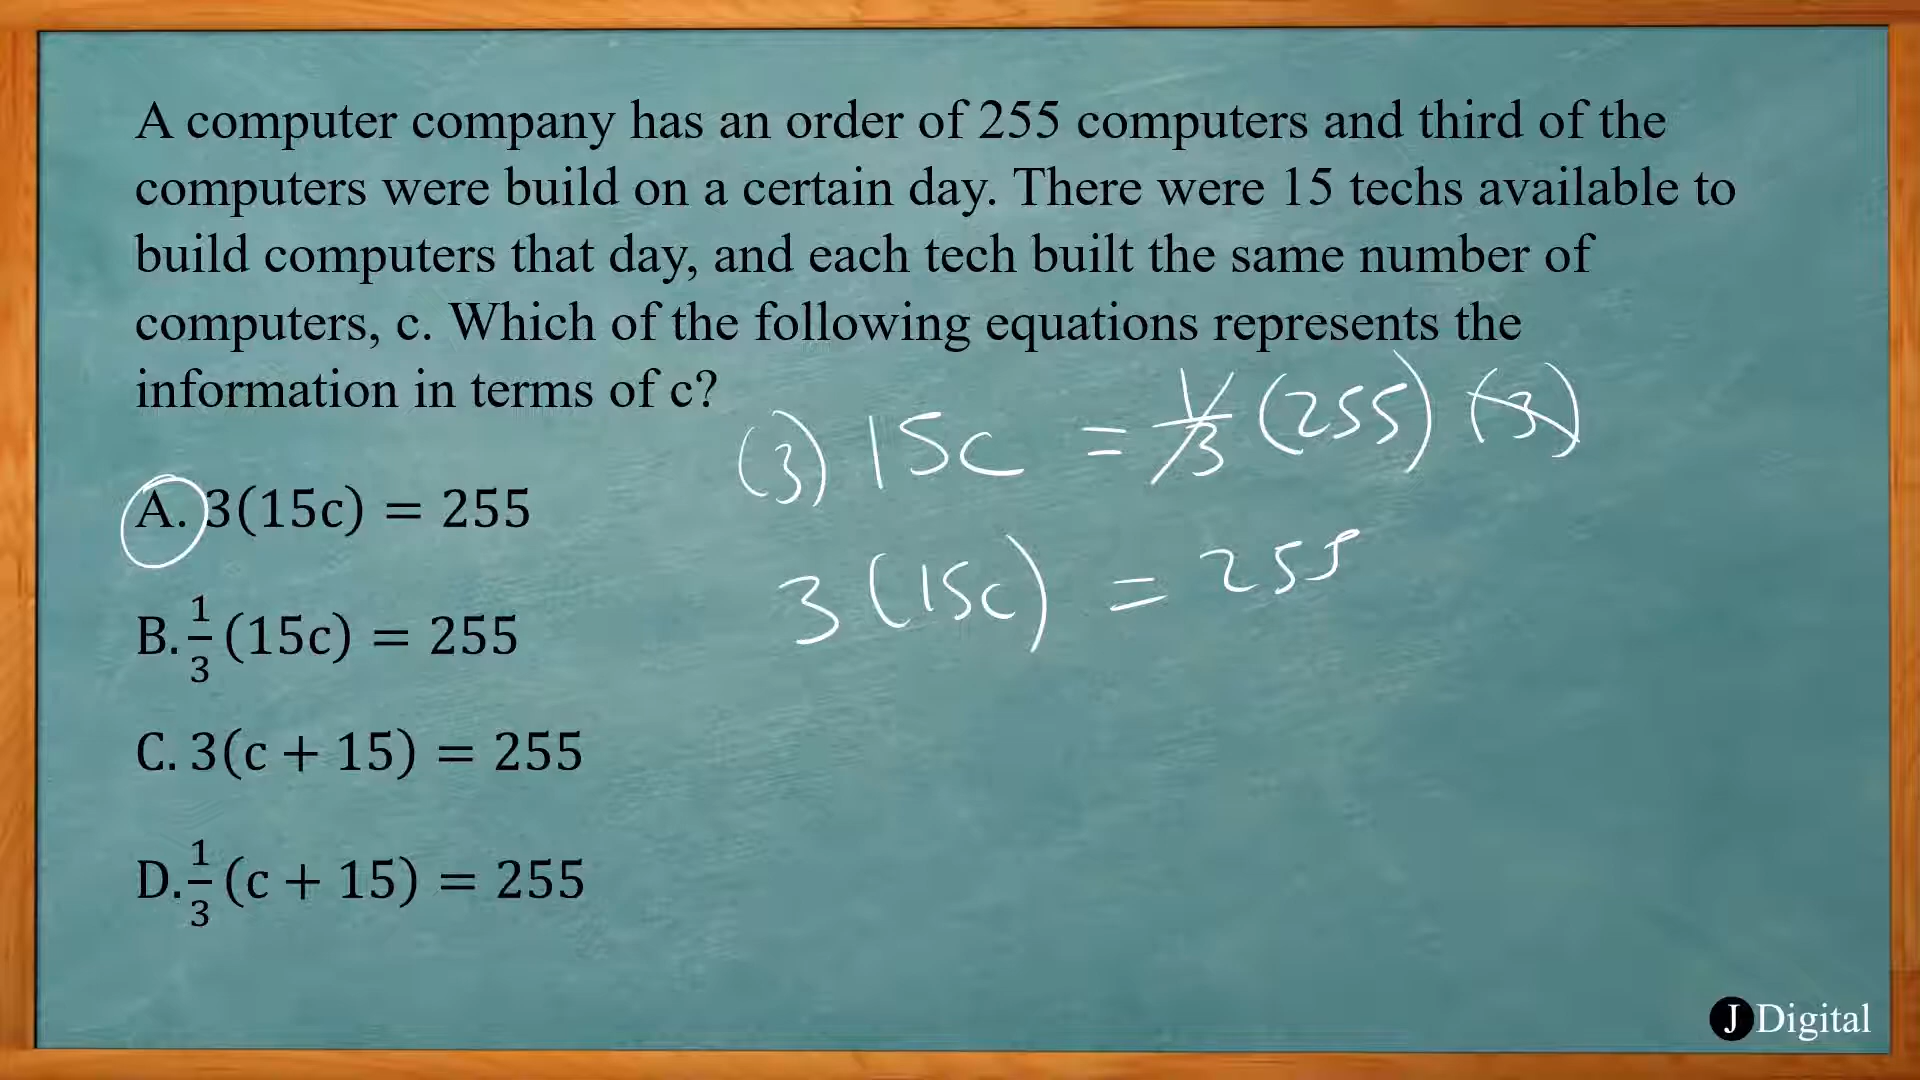 A computer company has an order of 255 computers and third of the
computers were build on a certain day. There were 15 techs available to
build computers that day, and each tech built the same number of
computers, c. Which of the following equations represents the
information in terms of c?
(3) 15c = 1/3 (255) (3)
A. 3(15c) = 255
3 (15c) = 255
B. 1/3 (15c) = 255
C. 3(c + 15) = 255
D. 1/3 (c + 15) = 255
J Digital